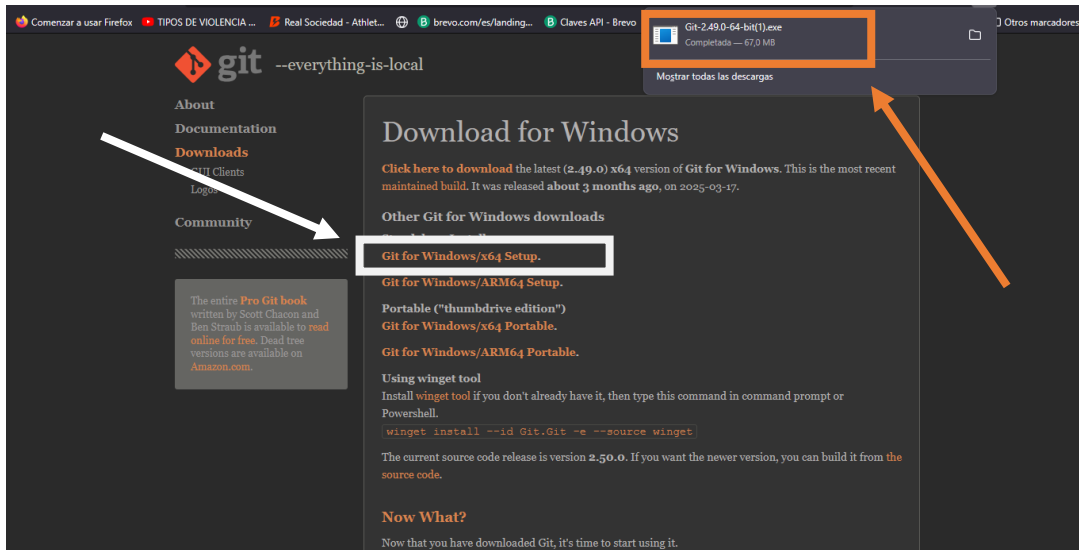 Comenzar a usar Firefox TIPOS DE VIOLENCIA ... Real Sociedad - Athlet... brevo.com/es/landing... Claves API - Brevo Otros marcadores
Git-2.49.0-64-bit(1).exe
Completada — 67,0 MB
Mostrar todas las descargas
git --everything-is-local
About
Documentation
Downloads
GUI Clients
Logos
Community
The entire Pro Git book
written by Scott Chacon and
Ben Straub is available to read
online for free. Dead tree
versions are available on
Amazon.com.
Download for Windows
Click here to download the latest (2.49.0) x64 version of Git for Windows. This is the most recent
maintained build. It was released about 3 months ago, on 2025-03-17.
Other Git for Windows downloads
Git for Windows/x64 Setup.
Git for Windows/ARM64 Setup.
Portable ("thumbdrive edition")
Git for Windows/x64 Portable.
Git for Windows/ARM64 Portable.
Using winget tool
Install winget tool if you don't already have it, then type this command in command prompt or
Powershell.
winget install --id Git.Git -e --source winget
The current source code release is version 2.50.0. If you want the newer version, you can build it from the
source code.
Now What?
Now that you have downloaded Git, it's time to start using it.